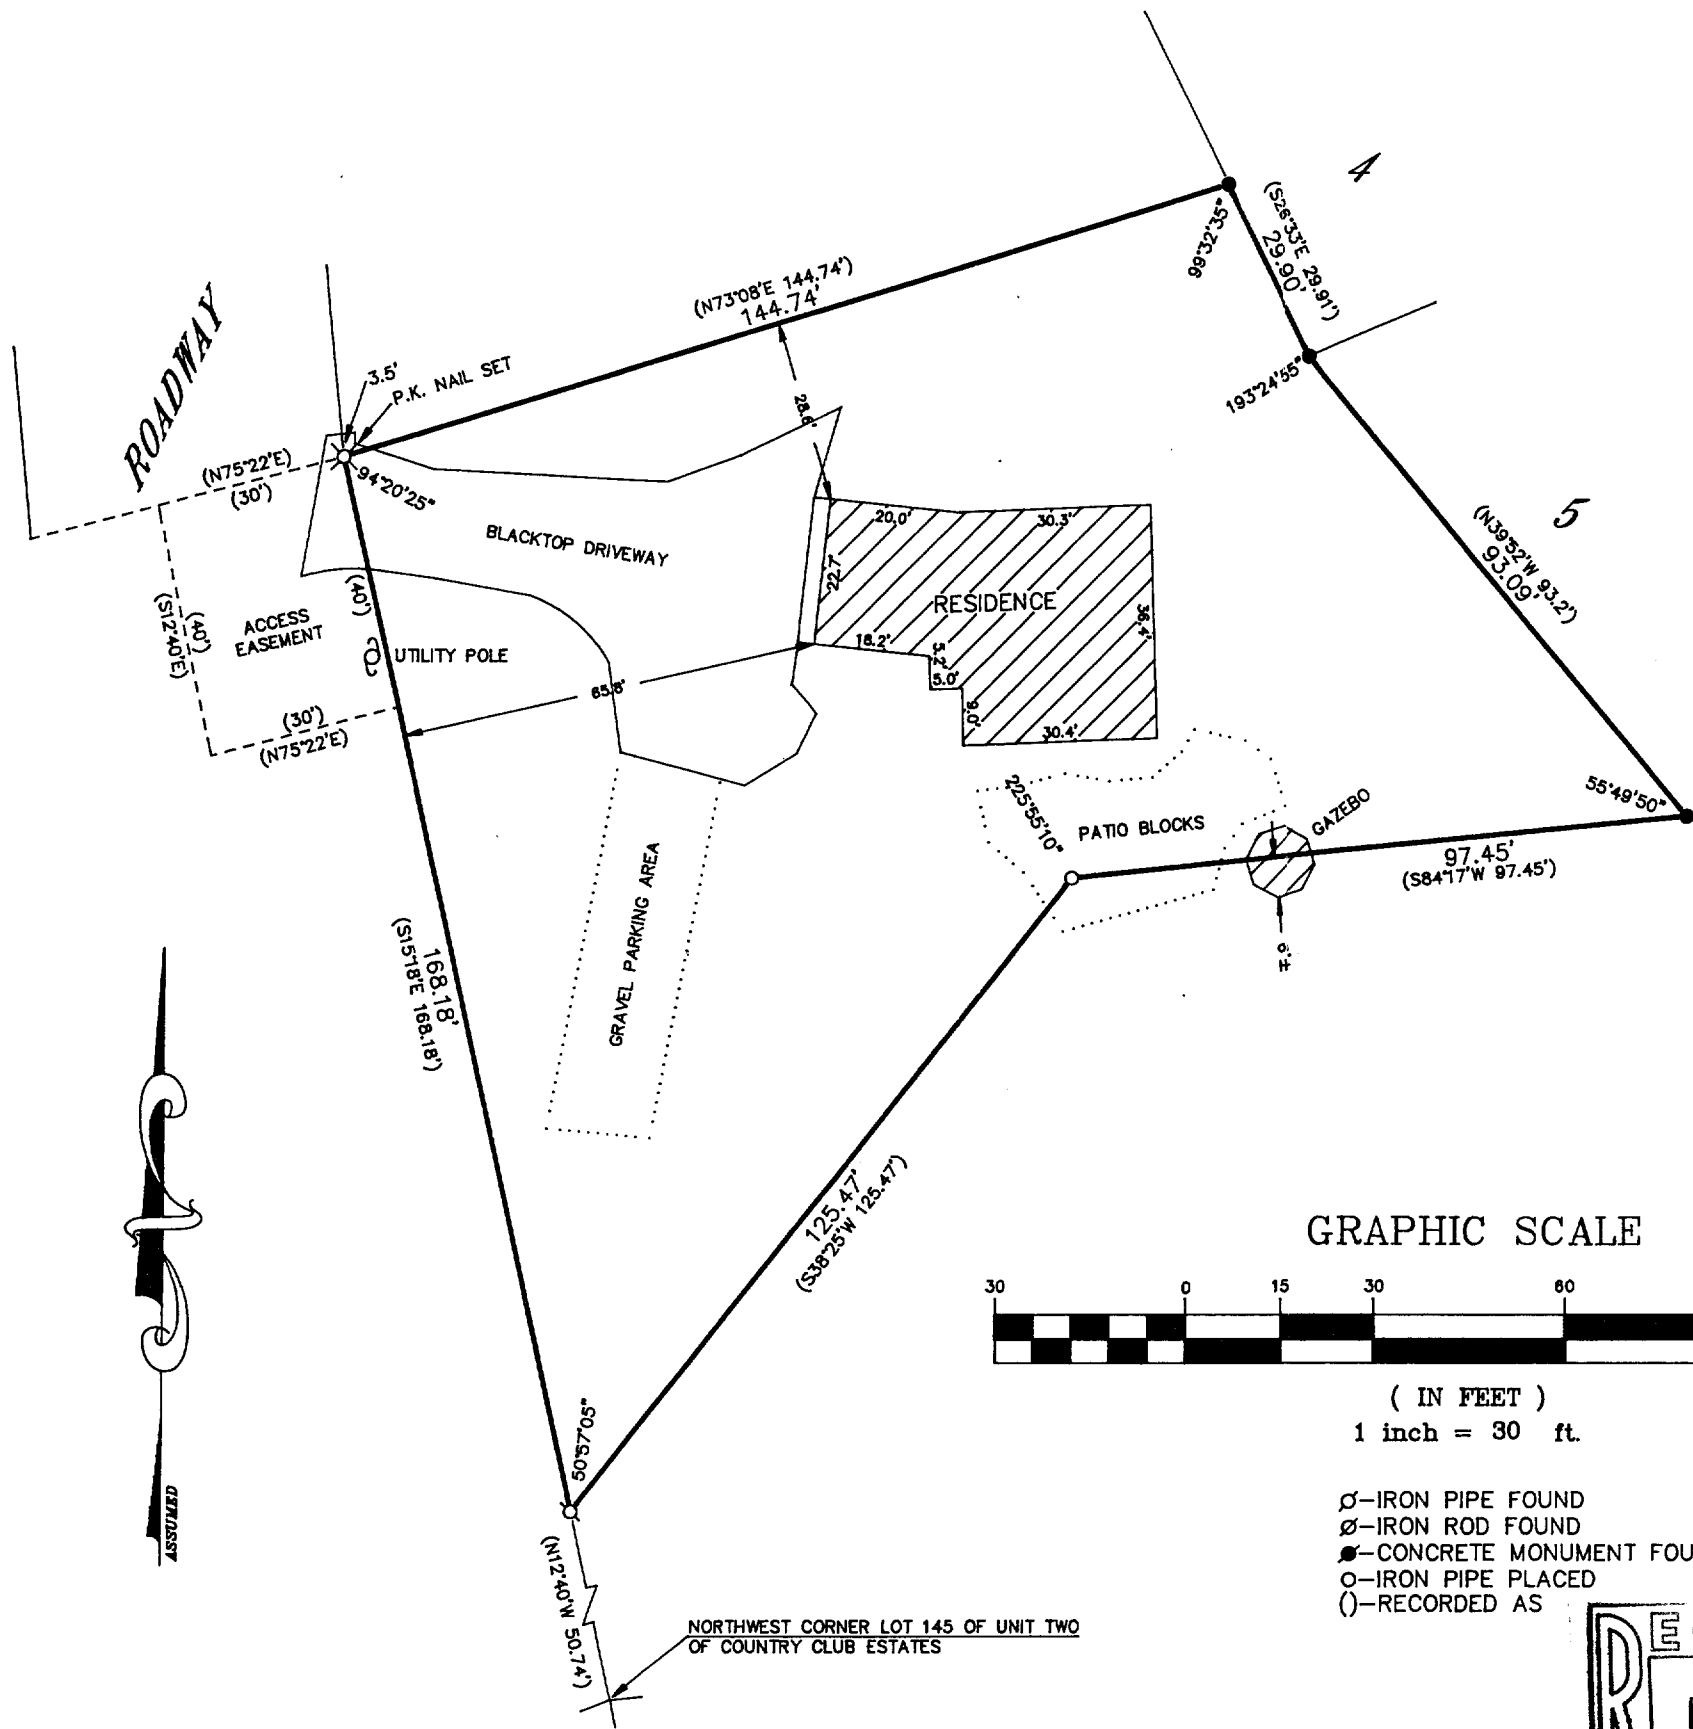 4
(S26°33'E 29.91')
29.90'
99°32'35"
(N73°08'E 144.74')
144.74'
ROADWAY
3.5'
P.K. NAIL SET
193°24'55"
28.6'
(N75°22'E)
(30')
94°20'25"
5
(N39°52'W 93.2')
93.09'
BLACKTOP DRIVEWAY
20.0'
30.3'
22.7'
RESIDENCE
36.4'
(40')
(40')
(S12°40'E)
ACCESS
EASEMENT
UTILITY POLE
18.2'
5.2'
5.0'
9.0'
30.4'
65.8'
(30')
(N75°22'E)
225°55'10"
PATIO BLOCKS
GAZEBO
55°49'50"
97.45'
(S84°17'W 97.45')
6'±
GRAVEL PARKING AREA
168.18'
(S15°18'E 168.18')
125.47'
(S38°25'W 125.47')
50°57'05"
ASSUMED
GRAPHIC SCALE
30 0 15 30 60
( IN FEET )
1 inch = 30 ft.
Ø-IRON PIPE FOUND
Ø-IRON ROD FOUND
●-CONCRETE MONUMENT FOU
O-IRON PIPE PLACED
()-RECORDED AS
(N12°40'W 50.74')
NORTHWEST CORNER LOT 145 OF UNIT TWO
OF COUNTRY CLUB ESTATES
RE